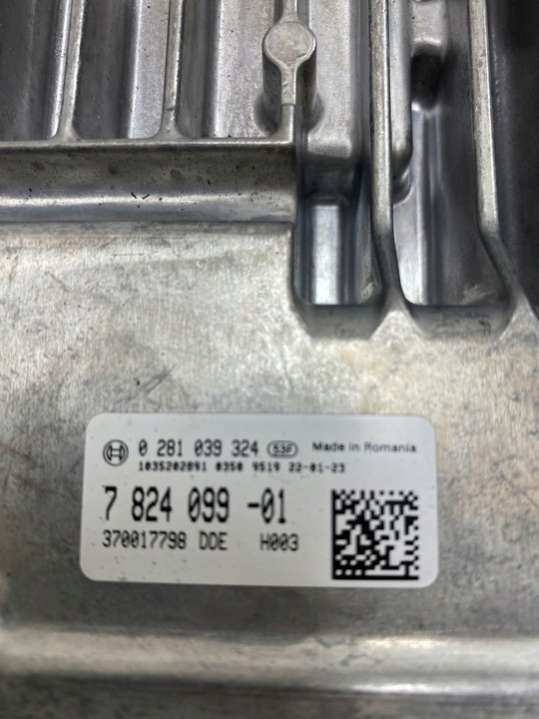 0 281 039 324 53F Made in Romania
1035202891 0350 9519 22-01-23
7 824 099 -01
370017798 DDE H003